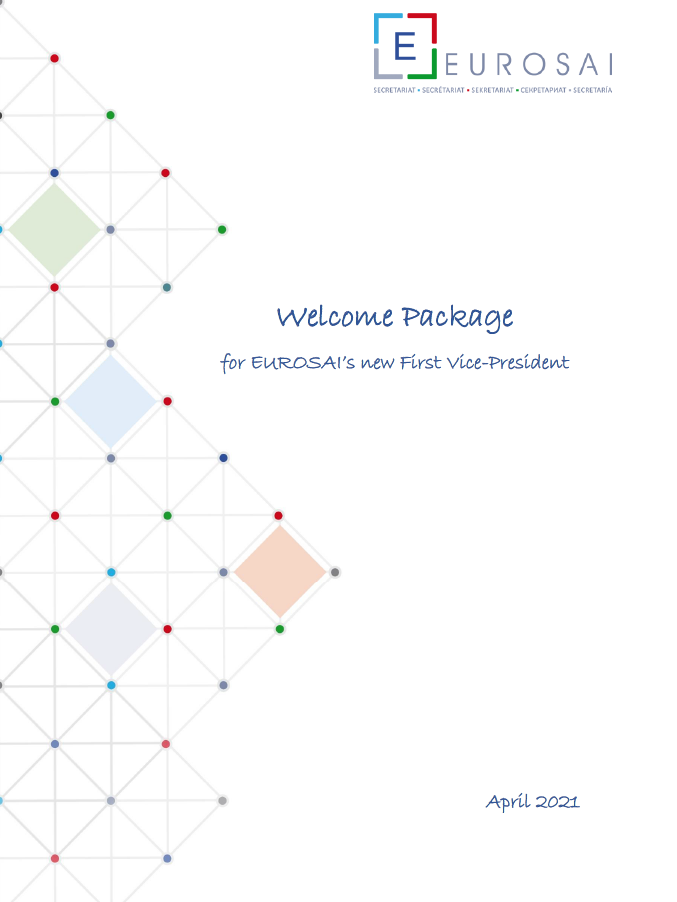 E EUROSAI
SECRETARIAT • SECRÉTARIAT • SEKRETARIAT • СЕКРЕТАРИАТ • SECRETARÍA
Welcome Package
for EUROSAI's new First Vice-President
April 2021